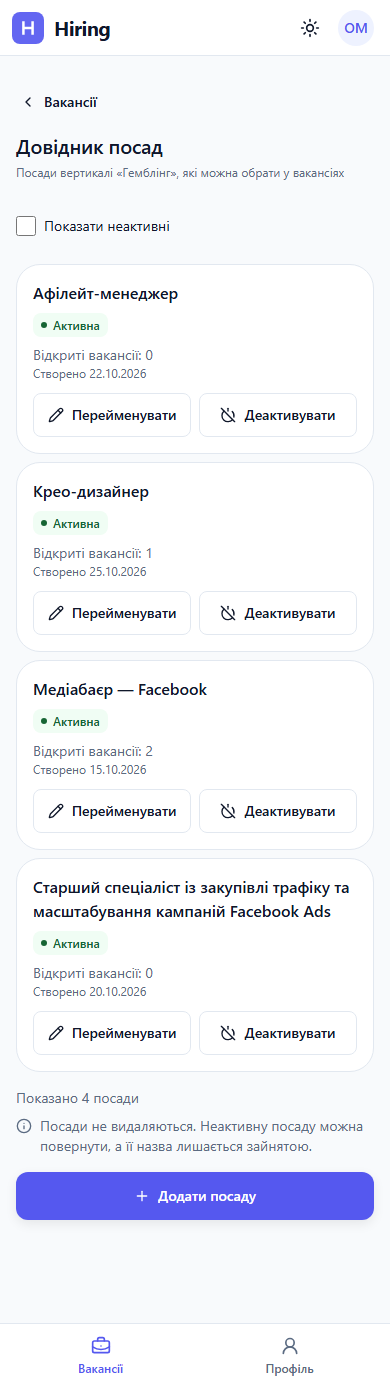 H Hiring
OM
Вакансії
Довідник посад
Посади вертикалі «Гемблінг», які можна обрати у вакансіях
Показати неактивні
Афілейт-менеджер
Активна
Відкриті вакансії: 0
Створено 22.10.2026
Перейменувати
Деактивувати
Крео-дизайнер
Активна
Відкриті вакансії: 1
Створено 25.10.2026
Перейменувати
Деактивувати
Медіабаєр — Facebook
Активна
Відкриті вакансії: 2
Створено 15.10.2026
Перейменувати
Деактивувати
Старший спеціаліст із закупівлі трафіку та
масштабування кампаній Facebook Ads
Активна
Відкриті вакансії: 0
Створено 20.10.2026
Перейменувати
Деактивувати
Показано 4 посади
Посади не видаляються. Неактивну посаду можна
повернути, а її назва лишається зайнятою.
Додати посаду
Вакансії
Профіль